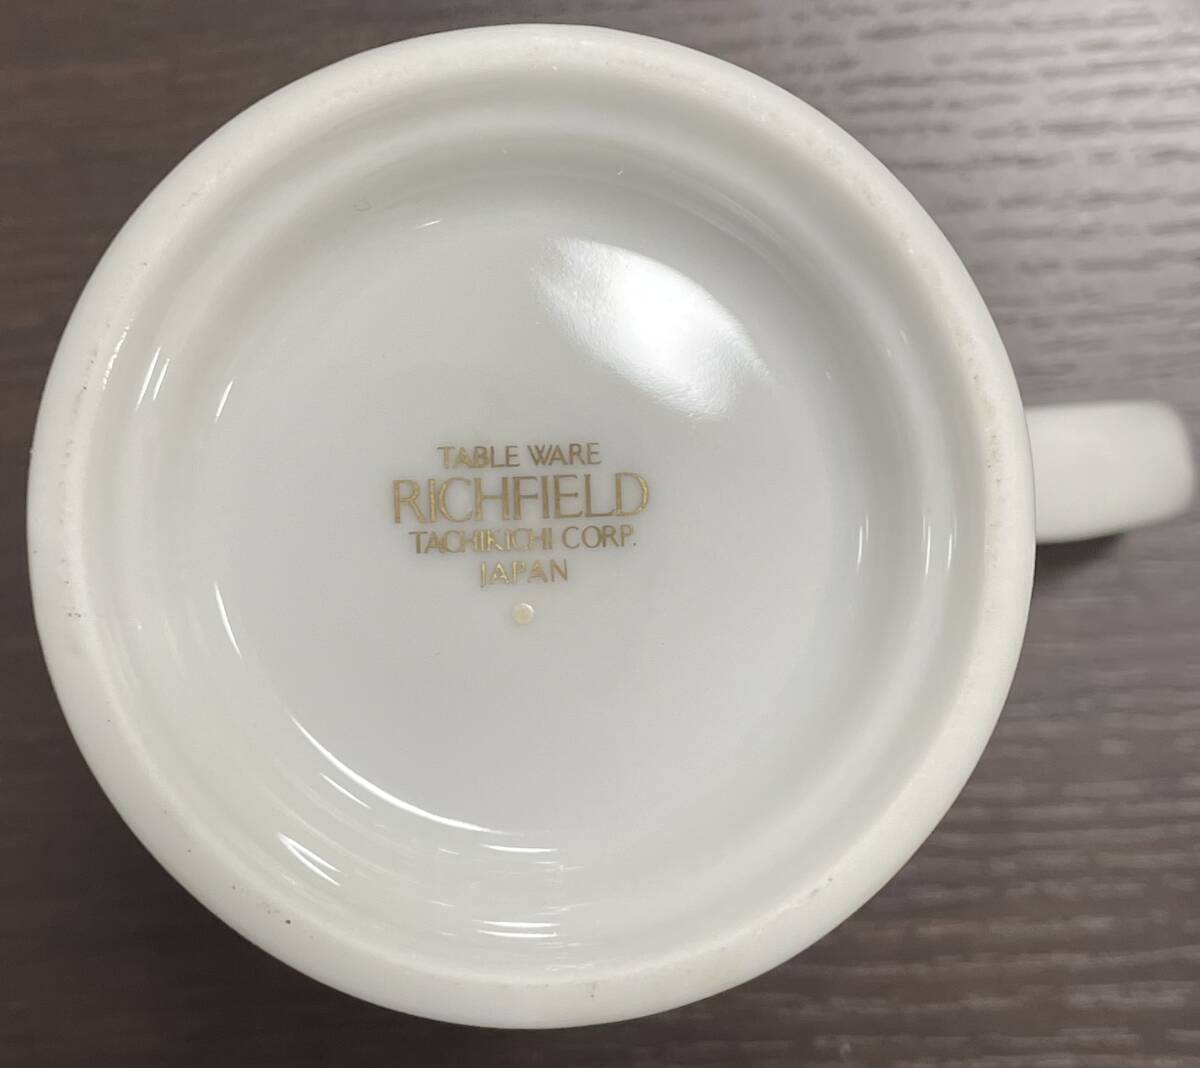 TABLE WARE
RICHFIELD
TACHIKICHI CORP.
JAPAN